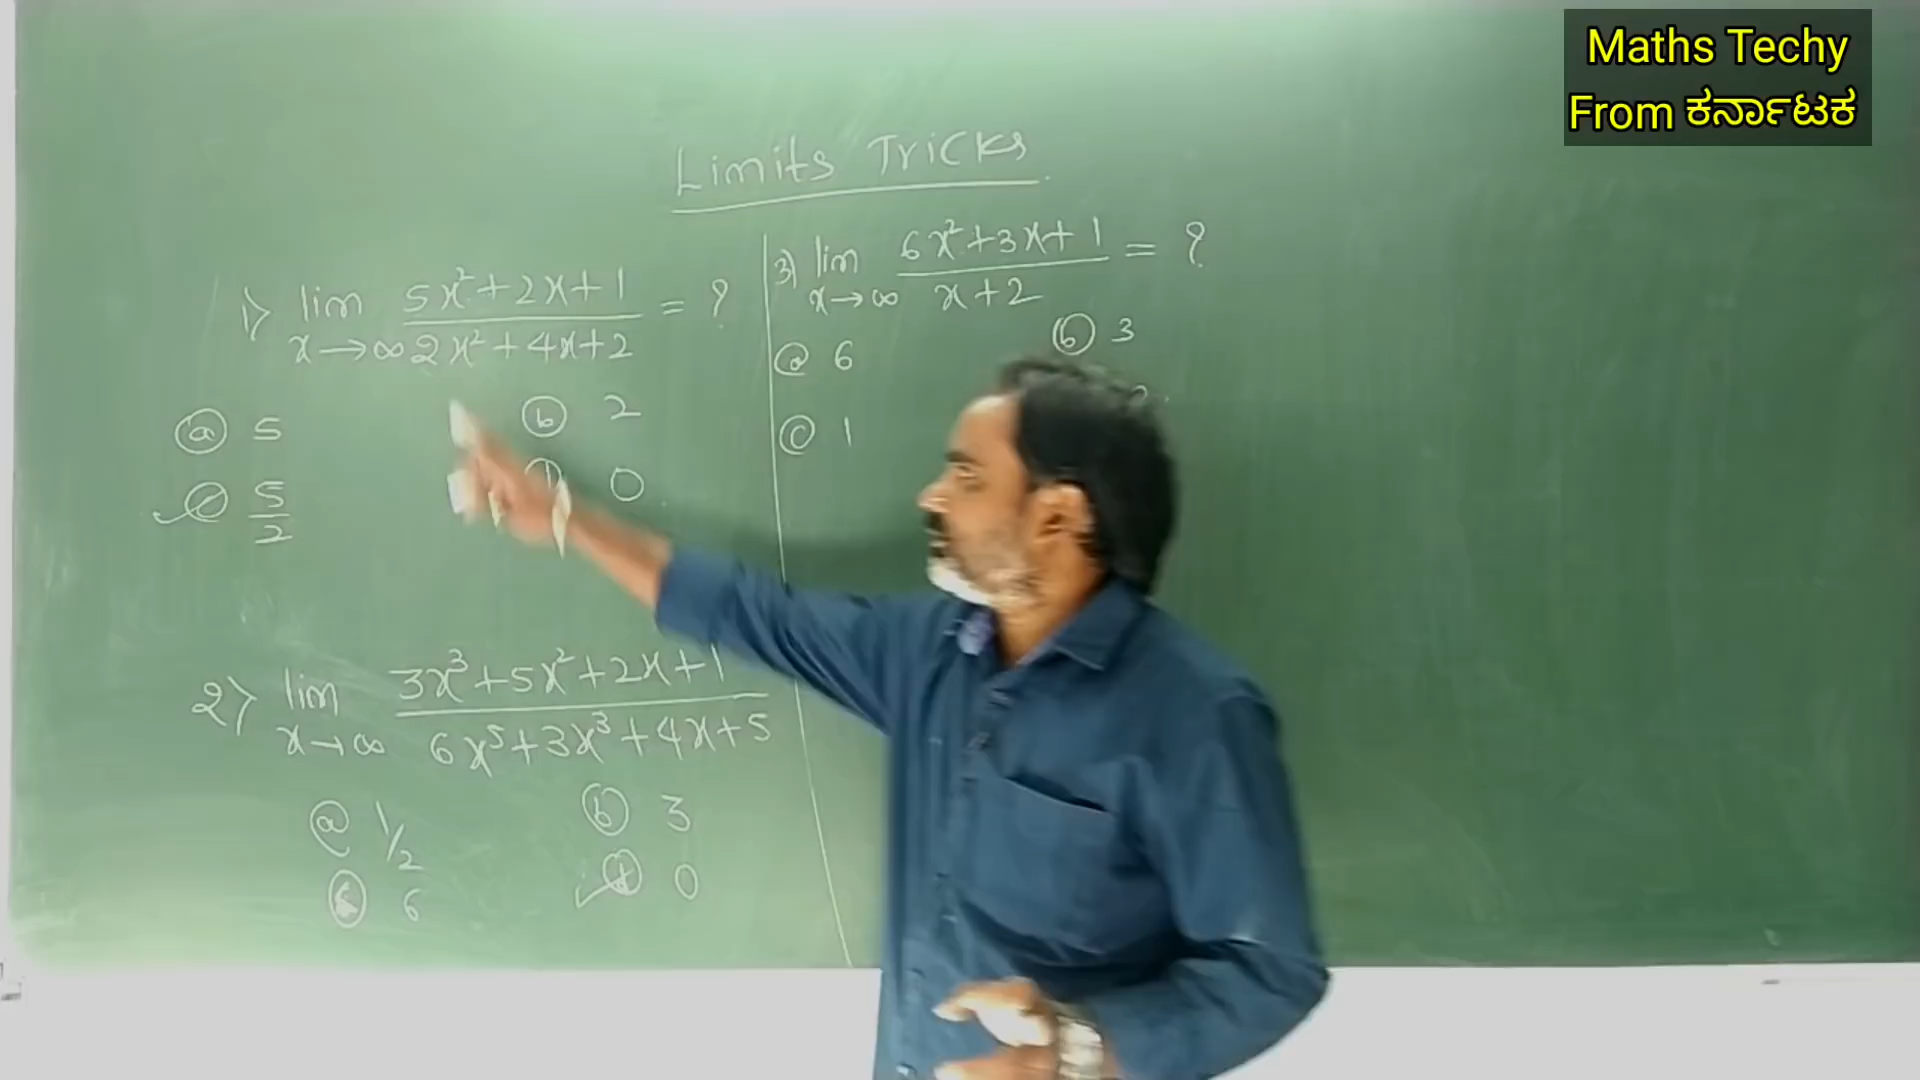 Maths Techy
From ಕರ್ನಾಟಕ
Limits Tricks
1) lim x→∞ (5x²+2x+1)/(2x²+4x+2) = ?
(a) 5 (b) 2
(c) 5/2 0
2) lim x→∞ (3x³+5x²+2x+1)/(6x⁵+3x³+4x+5)
(a) 1/2 (b) 3
(c) 6 (d) 0
3) lim x→∞ (6x²+3x+1)/(x+2) = ?
(a) 6 (b) 3
(c) 1